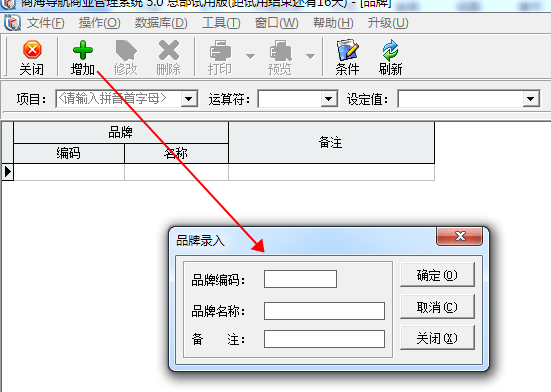 商海导航商业管理系统 5.0 总部试用版(距试用结束还有16天) - [品牌]
文件(F) 操作(O) 数据库(D) 工具(T) 窗口(W) 帮助(H) 升级(U)
关闭 增加 修改 删除 打印 预览 条件 刷新
项目: <请输入拼音首字母> 运算符: 设定值:
品牌 备注
编码 名称
品牌录入
品牌编码: 确定(O)
品牌名称: 取消(C)
备 注: 关闭(X)